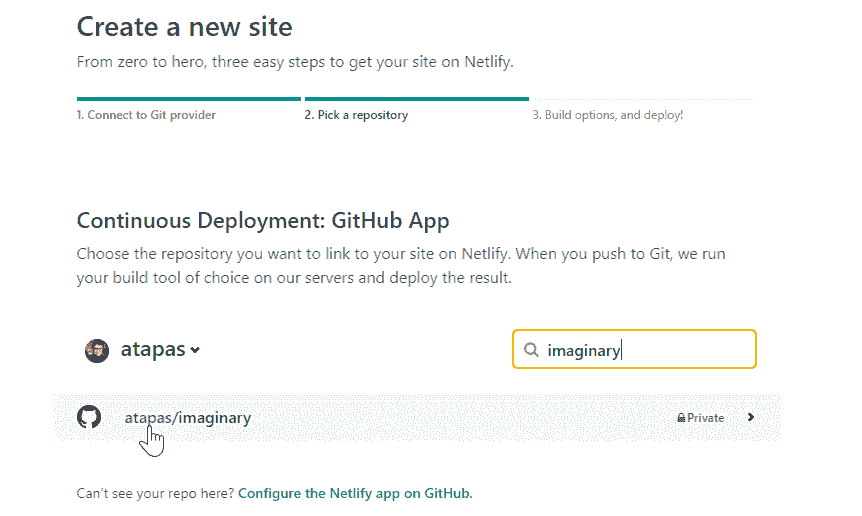 Create a new site
From zero to hero, three easy steps to get your site on Netlify.
1. Connect to Git provider
2. Pick a repository
3. Build options, and deploy!
Continuous Deployment: GitHub App
Choose the repository you want to link to your site on Netlify. When you push to Git, we run
your build tool of choice on our servers and deploy the result.
atapas
imaginary
atapas/imaginary
Private
Can't see your repo here? Configure the Netlify app on GitHub.